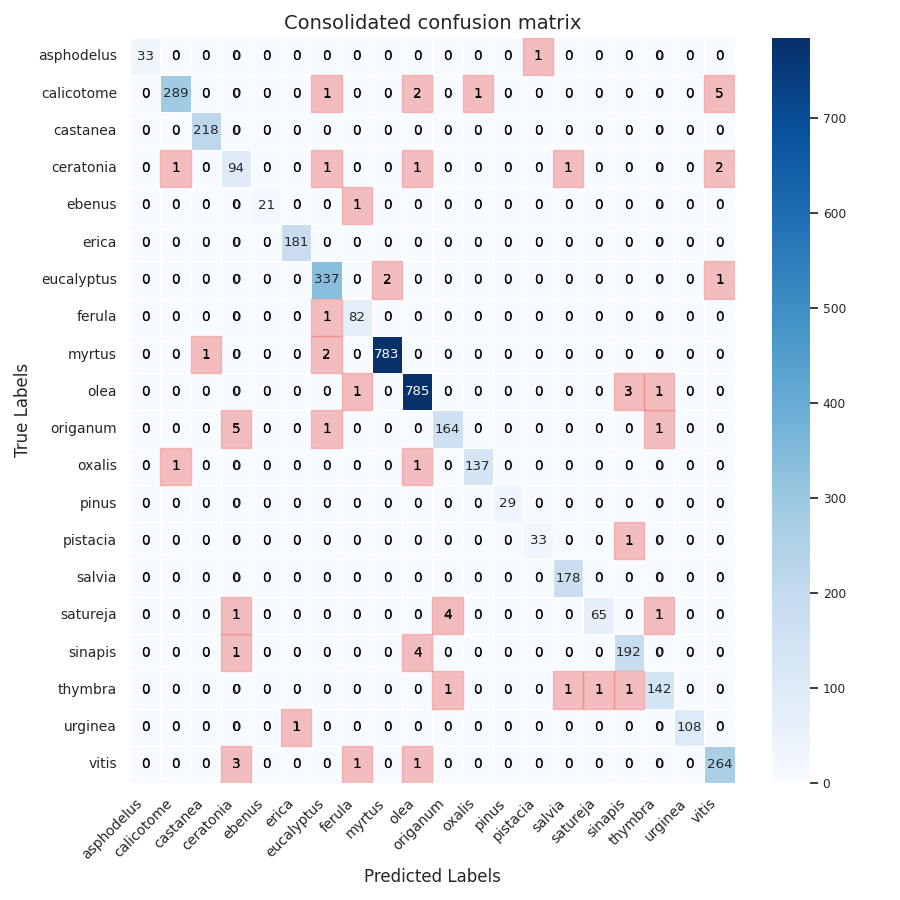 Consolidated confusion matrix
asphodelus 33 0 0 0 0 0 0 0 0 0 0 0 0 1 0 0 0 0 0 0
calicotome 0 289 0 0 0 0 1 0 0 2 0 1 0 0 0 0 0 0 0 5
castanea 0 0 218 0 0 0 0 0 0 0 0 0 0 0 0 0 0 0 0 0
ceratonia 0 1 0 94 0 0 1 0 0 1 0 0 0 0 1 0 0 0 0 2
ebenus 0 0 0 0 21 0 0 1 0 0 0 0 0 0 0 0 0 0 0 0
erica 0 0 0 0 0 181 0 0 0 0 0 0 0 0 0 0 0 0 0 0
eucalyptus 0 0 0 0 0 0 337 0 2 0 0 0 0 0 0 0 0 0 0 1
ferula 0 0 0 0 0 0 1 82 0 0 0 0 0 0 0 0 0 0 0 0
myrtus 0 0 1 0 0 0 2 0 783 0 0 0 0 0 0 0 0 0 0 0
olea 0 0 0 0 0 0 0 1 0 785 0 0 0 0 0 0 3 1 0 0
origanum 0 0 0 5 0 0 1 0 0 0 164 0 0 0 0 0 0 1 0 0
oxalis 0 1 0 0 0 0 0 0 0 1 0 137 0 0 0 0 0 0 0 0
pinus 0 0 0 0 0 0 0 0 0 0 0 0 29 0 0 0 0 0 0 0
pistacia 0 0 0 0 0 0 0 0 0 0 0 0 0 33 0 0 1 0 0 0
salvia 0 0 0 0 0 0 0 0 0 0 0 0 0 0 178 0 0 0 0 0
satureja 0 0 0 1 0 0 0 0 0 0 4 0 0 0 0 65 0 1 0 0
sinapis 0 0 0 1 0 0 0 0 0 4 0 0 0 0 0 0 192 0 0 0
thymbra 0 0 0 0 0 0 0 0 0 0 1 0 0 0 1 1 1 142 0 0
urginea 0 0 0 0 0 1 0 0 0 0 0 0 0 0 0 0 0 0 108 0
vitis 0 0 0 3 0 0 0 1 0 1 0 0 0 0 0 0 0 0 0 264
True Labels
asphodelus calicotome castanea ceratonia ebenus erica eucalyptus ferula myrtus olea origanum oxalis pinus pistacia salvia satureja sinapis thymbra urginea vitis
Predicted Labels
700
600
500
400
300
200
100
0